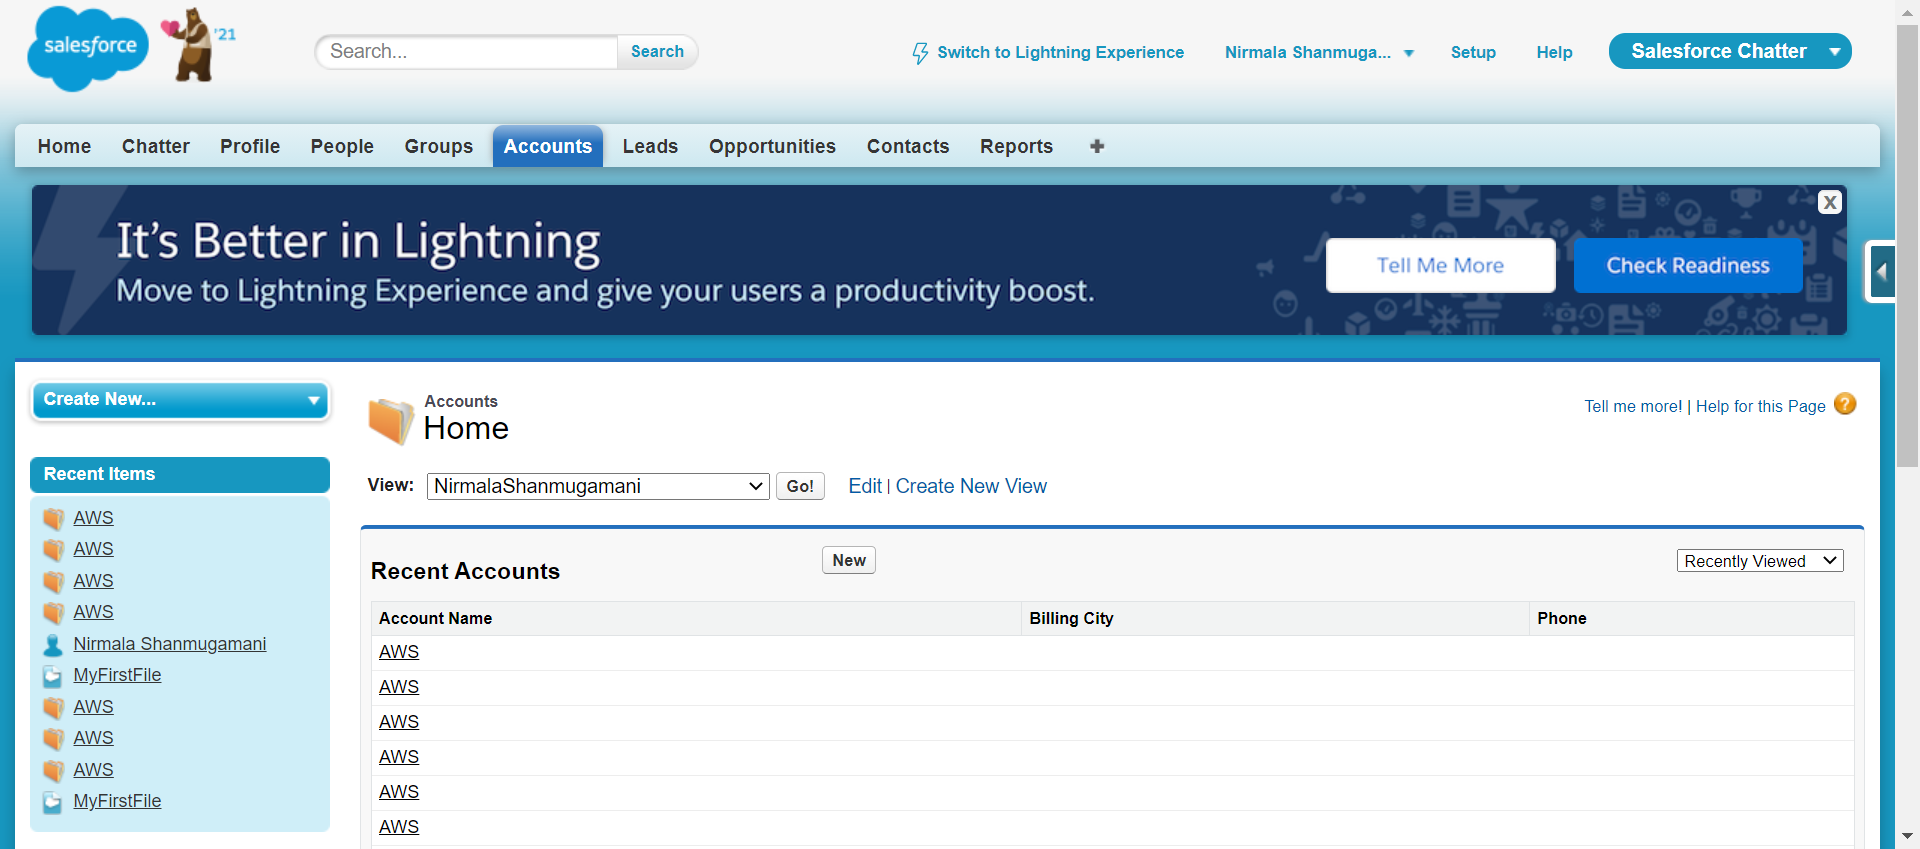 salesforce
'21
Search...
Search
Switch to Lightning Experience
Nirmala Shanmuga...
Setup
Help
Salesforce Chatter
Home
Chatter
Profile
People
Groups
Accounts
Leads
Opportunities
Contacts
Reports
It's Better in Lightning
Move to Lightning Experience and give your users a productivity boost.
Tell Me More
Check Readiness
X
Create New...
Recent Items
AWS
AWS
AWS
AWS
Nirmala Shanmugamani
MyFirstFile
AWS
AWS
AWS
MyFirstFile
Accounts
Home
Tell me more! | Help for this Page ?
View:
NirmalaShanmugamani
Go!
Edit | Create New View
Recent Accounts
New
Recently Viewed
Account Name
Billing City
Phone
AWS
AWS
AWS
AWS
AWS
AWS